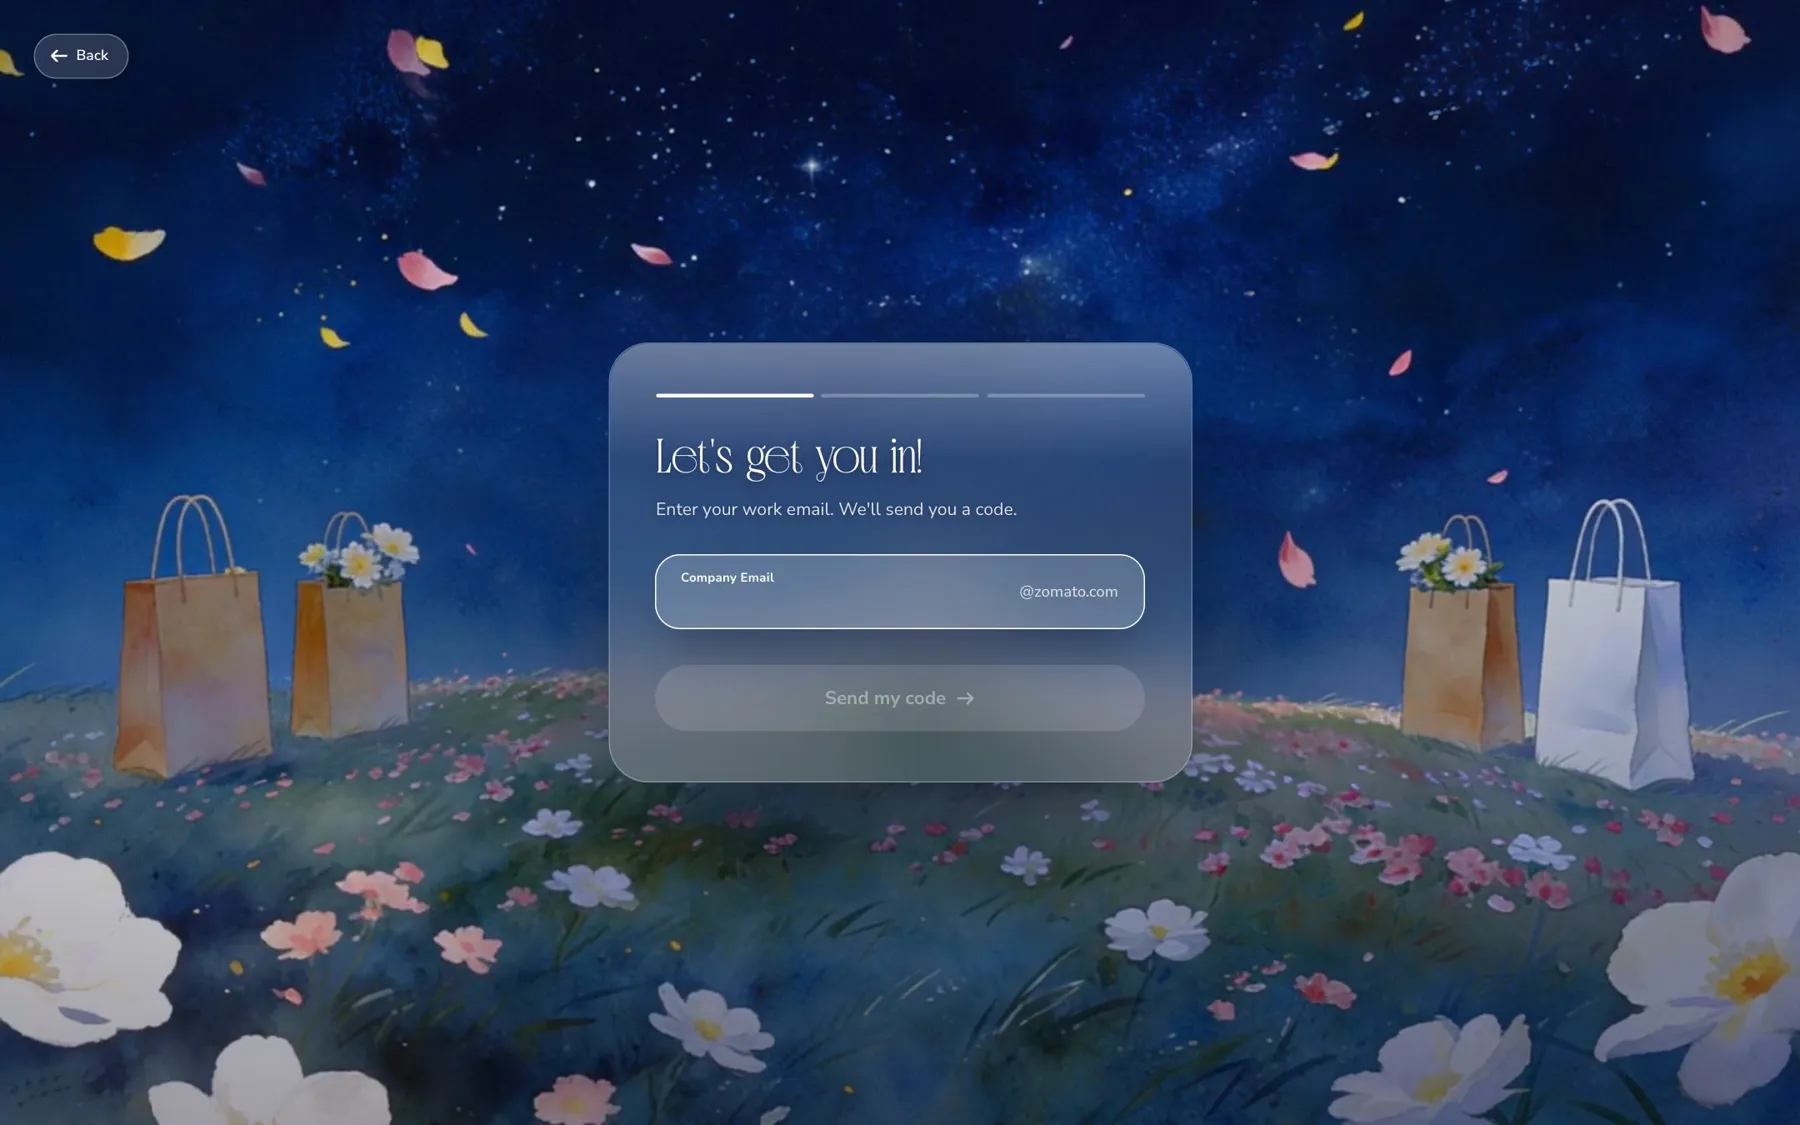 Back
Let's get you in!
Enter your work email. We'll send you a code.
Company Email
@zomato.com
Send my code